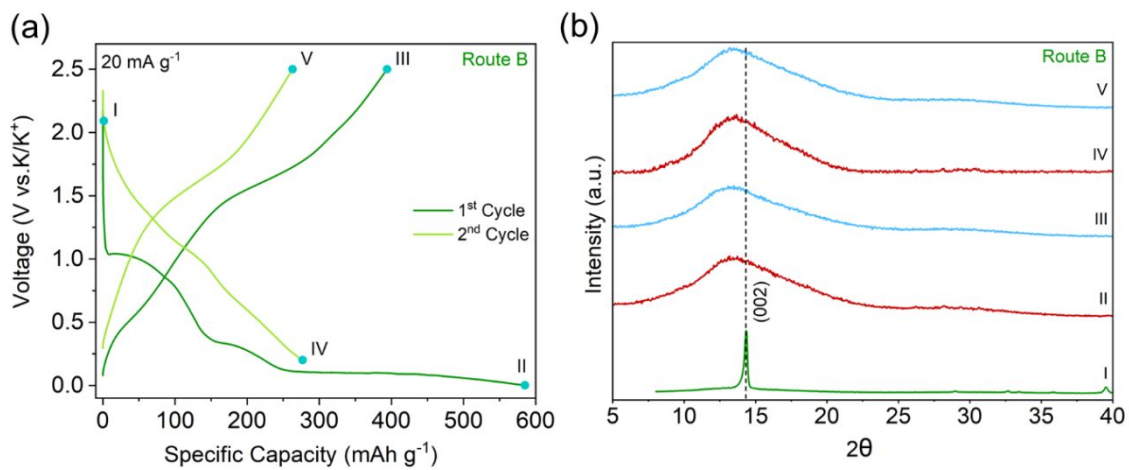 (a)
20 mA g⁻¹
Route B
I
V
III
IV
II
1ˢᵗ Cycle
2ⁿᵈ Cycle
2.5
2.0
1.5
1.0
0.5
0.0
Voltage (V vs.K/K⁺)
0 100 200 300 400 500 600
Specific Capacity (mAh g⁻¹)
(b)
Route B
V
IV
III
II
I
(002)
Intensity (a.u.)
5 10 15 20 25 30 35 40
2θ